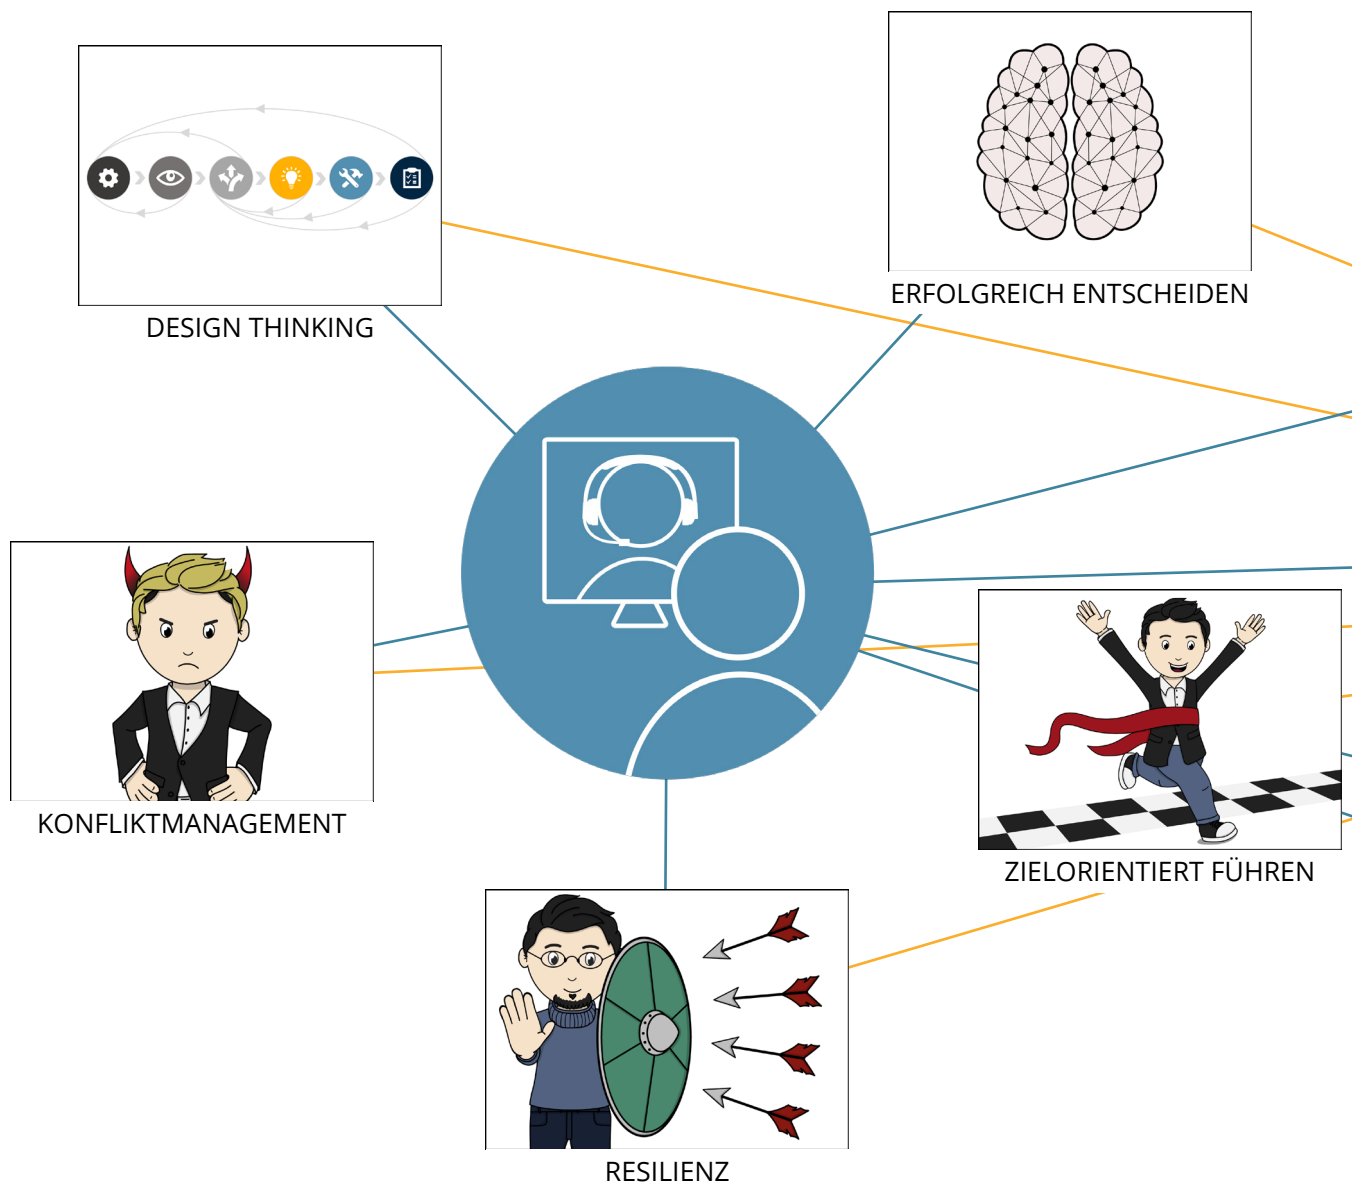 DESIGN THINKING
ERFOLGREICH ENTSCHEIDEN
KONFLIKTMANAGEMENT
ZIELORIENTIERT FÜHREN
RESILIENZ